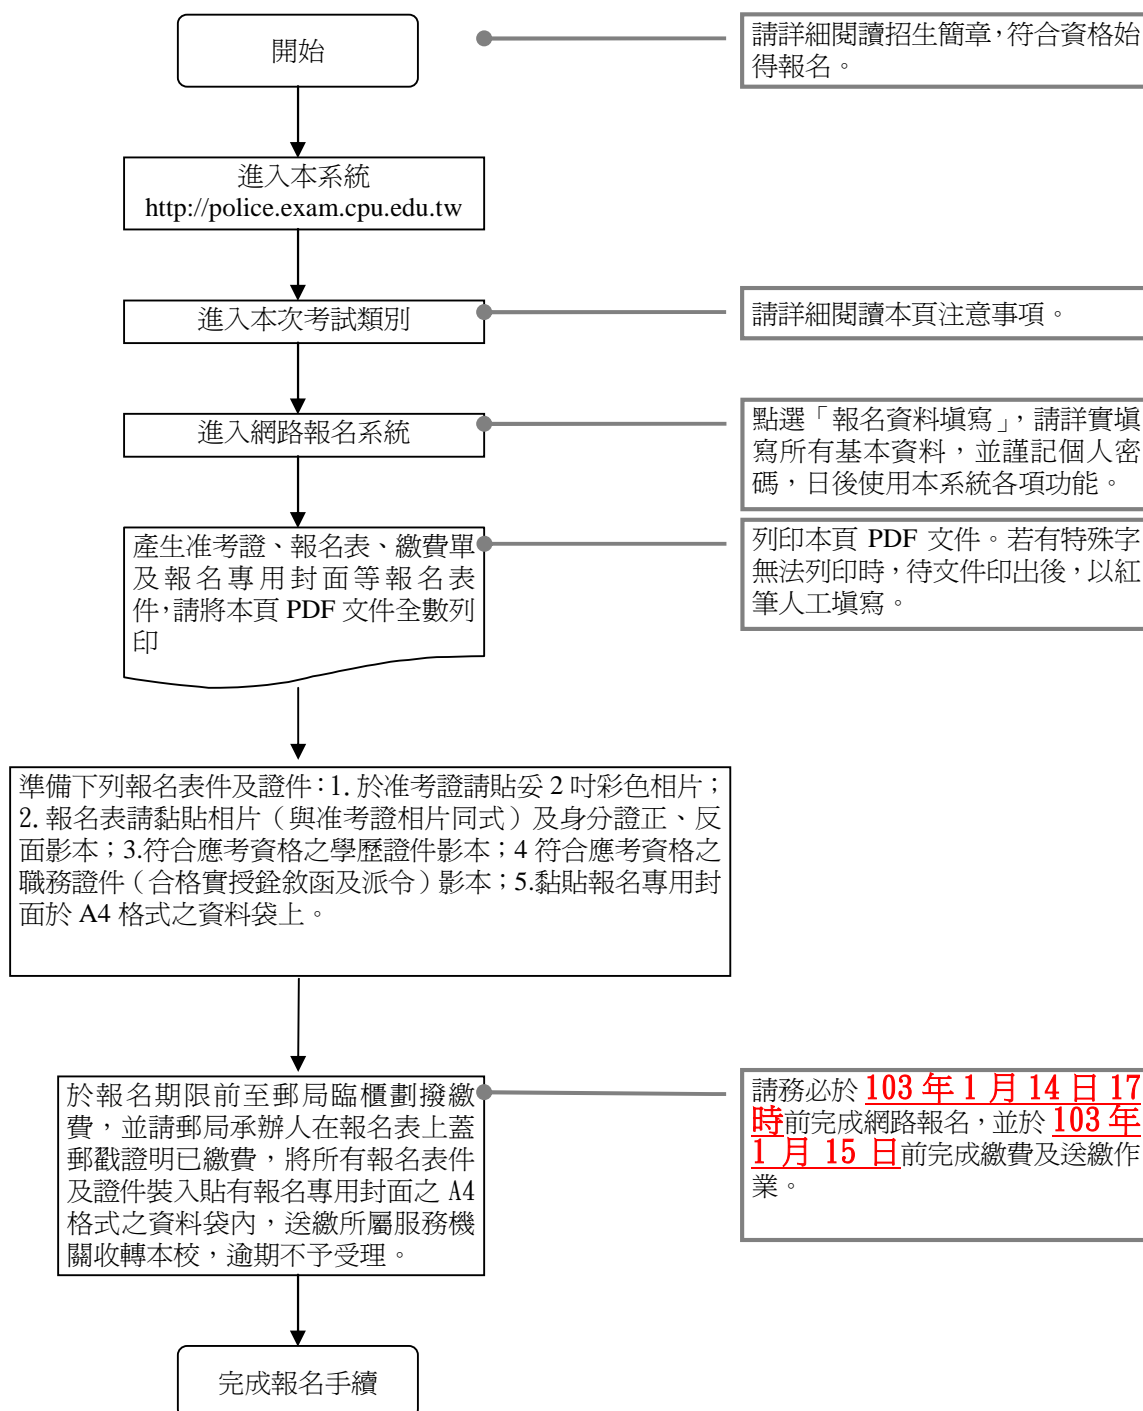 開始
請詳細閱讀招生簡章，符合資格始
得報名。
進入本系統
http://police.exam.cpu.edu.tw
進入本次考試類別
請詳細閱讀本頁注意事項。
進入網路報名系統
點選「報名資料填寫」，請詳實填
寫所有基本資料，並謹記個人密
碼，日後使用本系統各項功能。
產生准考證、報名表、繳費單
及報名專用封面等報名表
件，請將本頁 PDF 文件全數列
印
列印本頁 PDF 文件。若有特殊字
無法列印時，待文件印出後，以紅
筆人工填寫。
準備下列報名表件及證件：1. 於准考證請貼妥 2 吋彩色相片；
2. 報名表請黏貼相片（與准考證相片同式）及身分證正、反
面影本；3.符合應考資格之學歷證件影本；4 符合應考資格之
職務證件（合格實授銓敘函及派令）影本；5.黏貼報名專用封
面於 A4 格式之資料袋上。
於報名期限前至郵局臨櫃劃撥繳
費，並請郵局承辦人在報名表上蓋
郵戳證明已繳費，將所有報名表件
及證件裝入貼有報名專用封面之 A4
格式之資料袋內，送繳所屬服務機
關收轉本校，逾期不予受理。
請務必於 103 年 1 月 14 日 17
時前完成網路報名，並於 103 年
1 月 15 日前完成繳費及送繳作
業。
完成報名手續